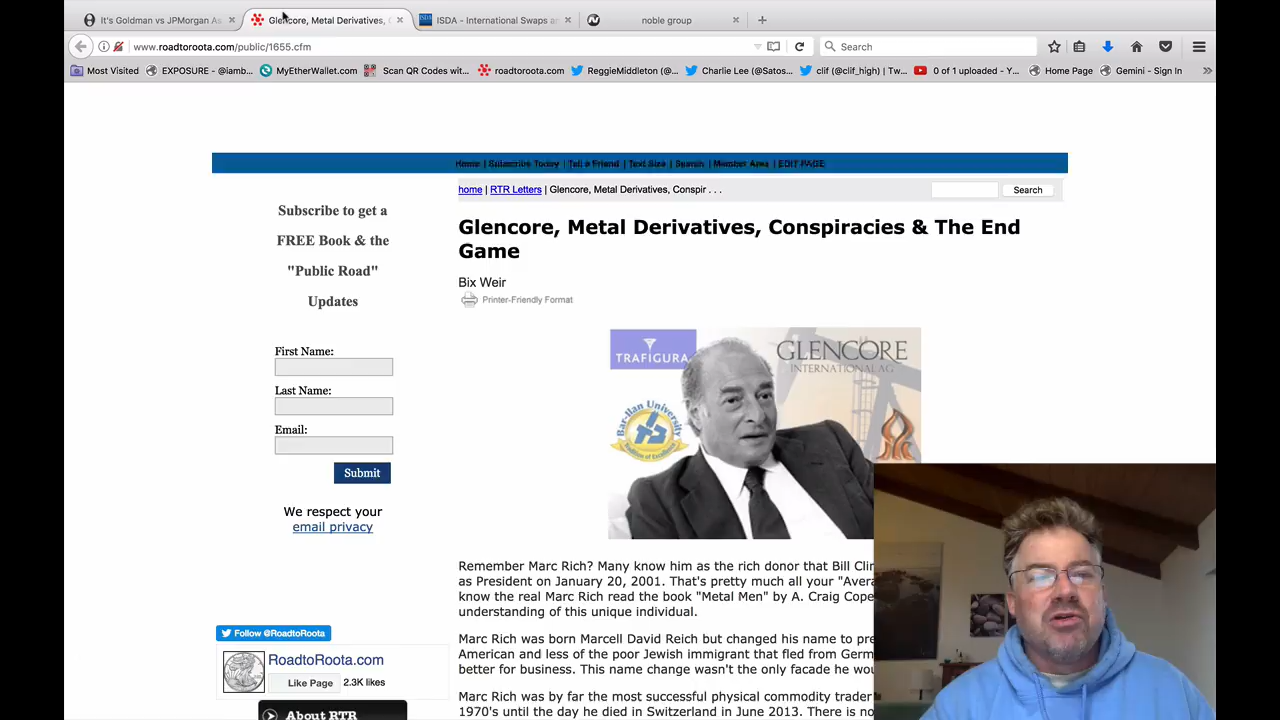 It's Goldman vs JPMorgan As
Glencore, Metal Derivatives, C
ISDA - International Swaps an
noble group
www.roadtoroota.com/public/1655.cfm
Search
Most Visited
EXPOSURE - @iamb...
MyEtherWallet.com
Scan QR Codes wit...
roadtoroota.com
ReggieMiddleton (@...
Charlie Lee (@Satos...
clif (@clif_high) | Tw...
0 of 1 uploaded - Y...
Home Page
Gemini - Sign In
Home | Subscribe Today | Tell a Friend | Text Size | Search | Member Area | EDIT PAGE
home | RTR Letters | Glencore, Metal Derivatives, Conspir . . .
Search
Subscribe to get a
FREE Book & the
"Public Road"
Updates
First Name:
Last Name:
Email:
Submit
We respect your
email privacy
Follow @RoadtoRoota
RoadtoRoota.com
Like Page 2.3K likes
About RTR
Glencore, Metal Derivatives, Conspiracies & The End
Game
Bix Weir
Printer-Friendly Format
TRAFIGURA
GLENCORE
INTERNATIONAL AG
Bar-Ilan University
Remember Marc Rich? Many know him as the rich donor that Bill Clin
as President on January 20, 2001. That's pretty much all your "Avera
know the real Marc Rich read the book "Metal Men" by A. Craig Cope
understanding of this unique individual.
Marc Rich was born Marcell David Reich but changed his name to pre
American and less of the poor Jewish immigrant that fled from Germ
better for business. This name change wasn't the only facade he wou
Marc Rich was by far the most successful physical commodity trader
1970's until the day he died in Switzerland in June 2013. There is no